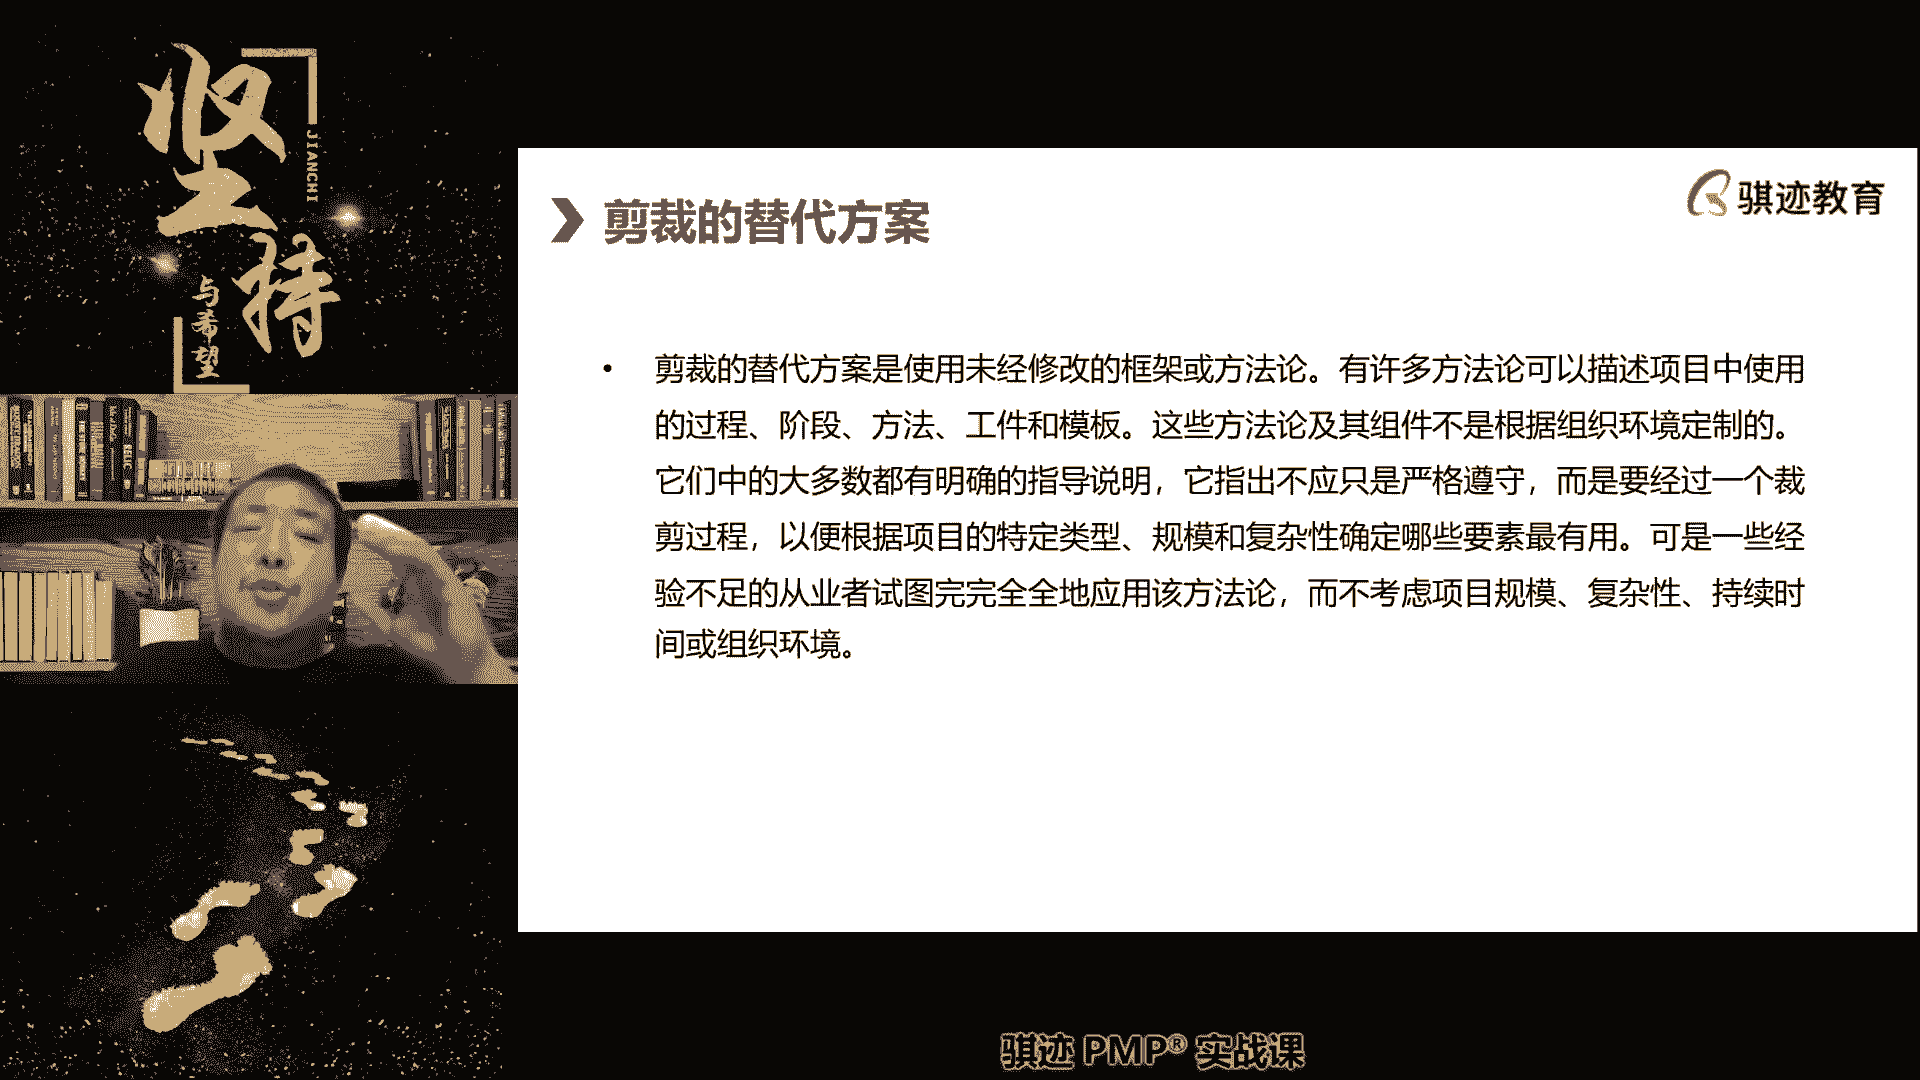 坚持
JIANCHI
与希望
骐迹教育
剪裁的替代方案
• 剪裁的替代方案是使用未经修改的框架或方法论。有许多方法论可以描述项目中使用
的过程、阶段、方法、工件和模板。这些方法论及其组件不是根据组织环境定制的。
它们中的大多数都有明确的指导说明，它指出不应只是严格遵守，而是要经过一个裁
剪过程，以便根据项目的特定类型、规模和复杂性确定哪些要素最有用。可是一些经
验不足的从业者试图完完全全地应用该方法论，而不考虑项目规模、复杂性、持续时
间或组织环境。
骐迹 PMP® 实战课